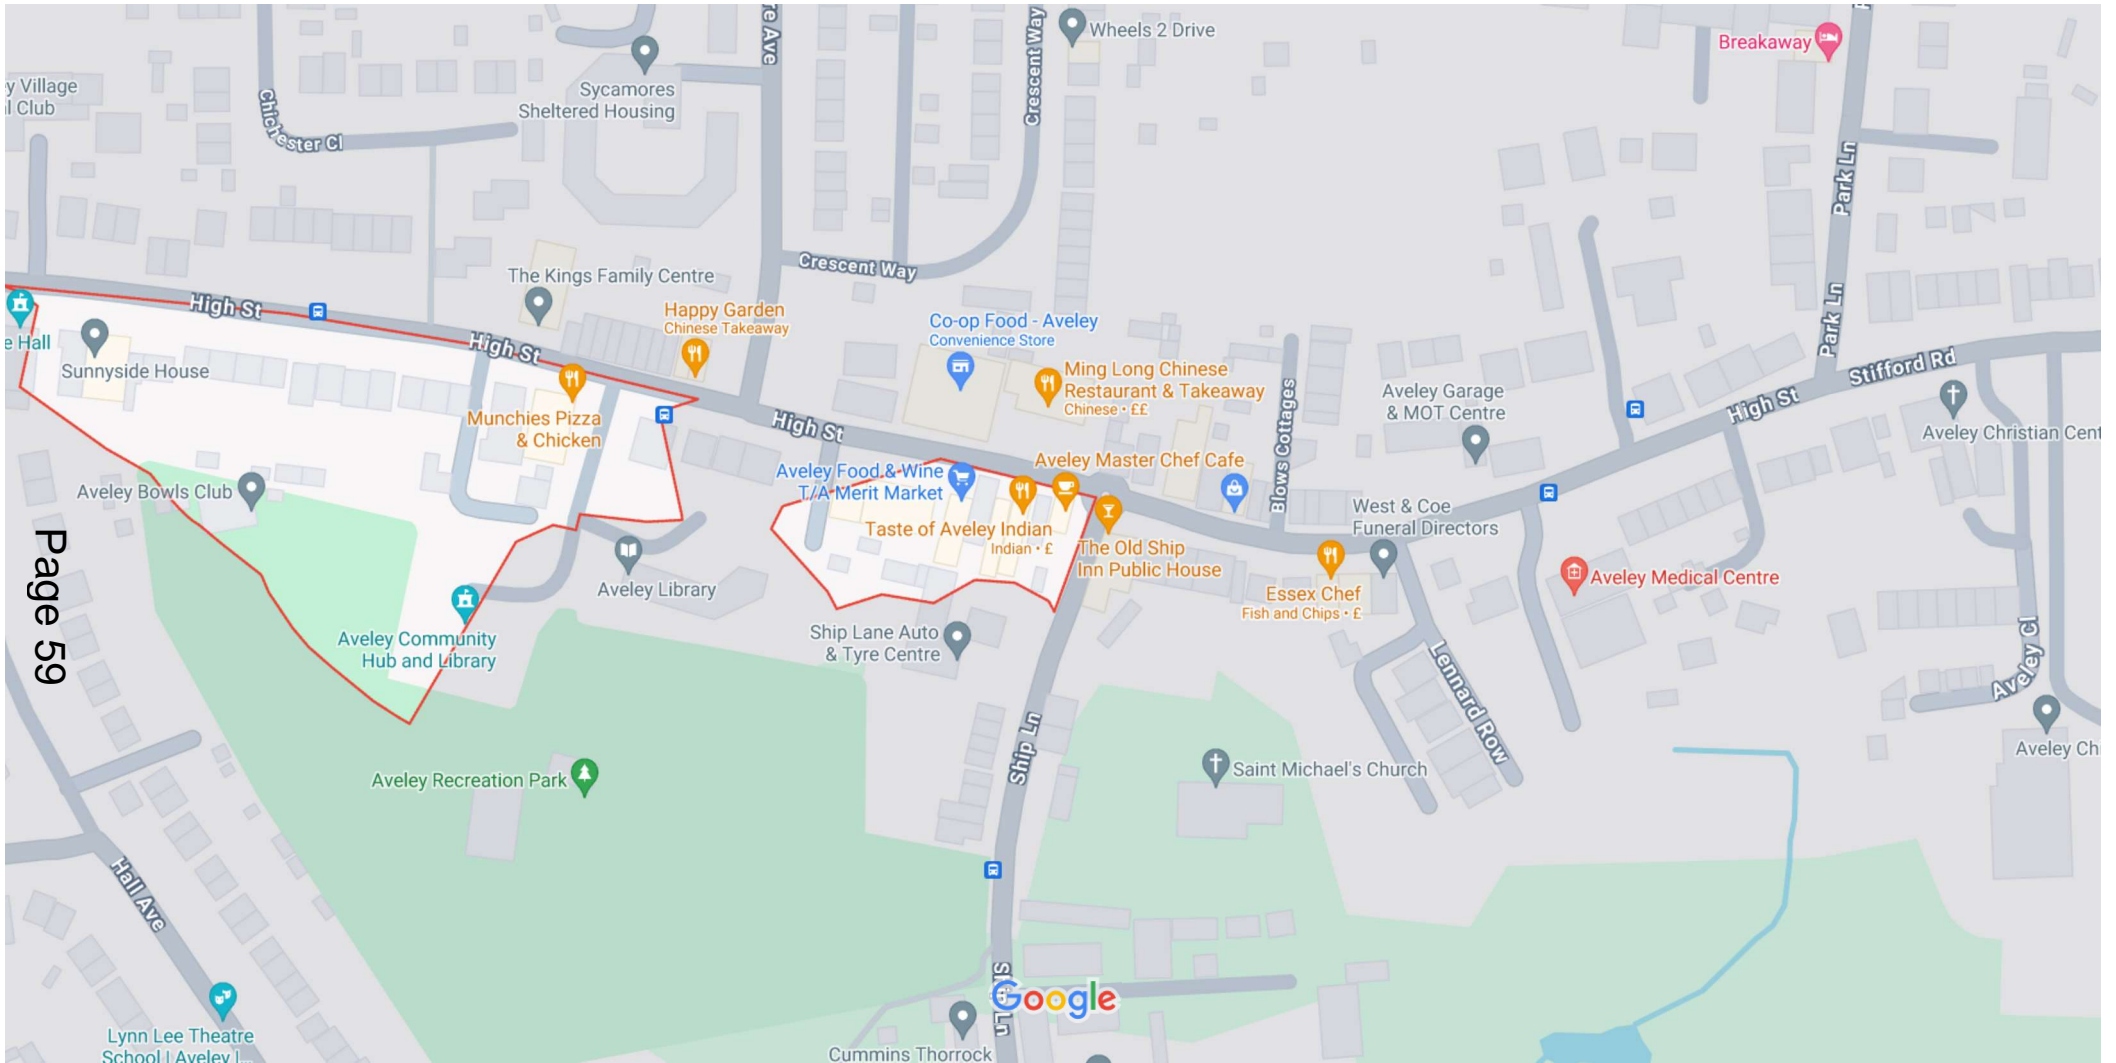 Wheels 2 Drive
Breakaway
re Ave
Crescent Way
ey Village
al Club
Sycamores
Sheltered Housing
Chichester Cl
Park Ln
Crescent Way
The Kings Family Centre
High St
Happy Garden
Chinese Takeaway
Co-op Food - Aveley
Convenience Store
Park Ln
e Hall
High St
Sunnyside House
Ming Long Chinese
Restaurant & Takeaway
Chinese • ££
Stifford Rd
Aveley Garage
& MOT Centre
High St
Munchies Pizza
& Chicken
High St
Blows Cottages
Aveley Christian Cent
Aveley Master Chef Cafe
Aveley Food & Wine
T/A Merit Market
Aveley Bowls Club
Taste of Aveley Indian
Indian • £
West & Coe
Funeral Directors
The Old Ship
Inn Public House
Aveley Library
Aveley Medical Centre
Essex Chef
Fish and Chips • £
Page 59
Aveley Community
Hub and Library
Ship Lane Auto
& Tyre Centre
Lennard Row
Aveley Cl
Ship Ln
Aveley Ch
Aveley Recreation Park
Saint Michael's Church
Hall Ave
Ship Ln
Google
Lynn Lee Theatre
School | Aveley |...
Cummins Thorrock